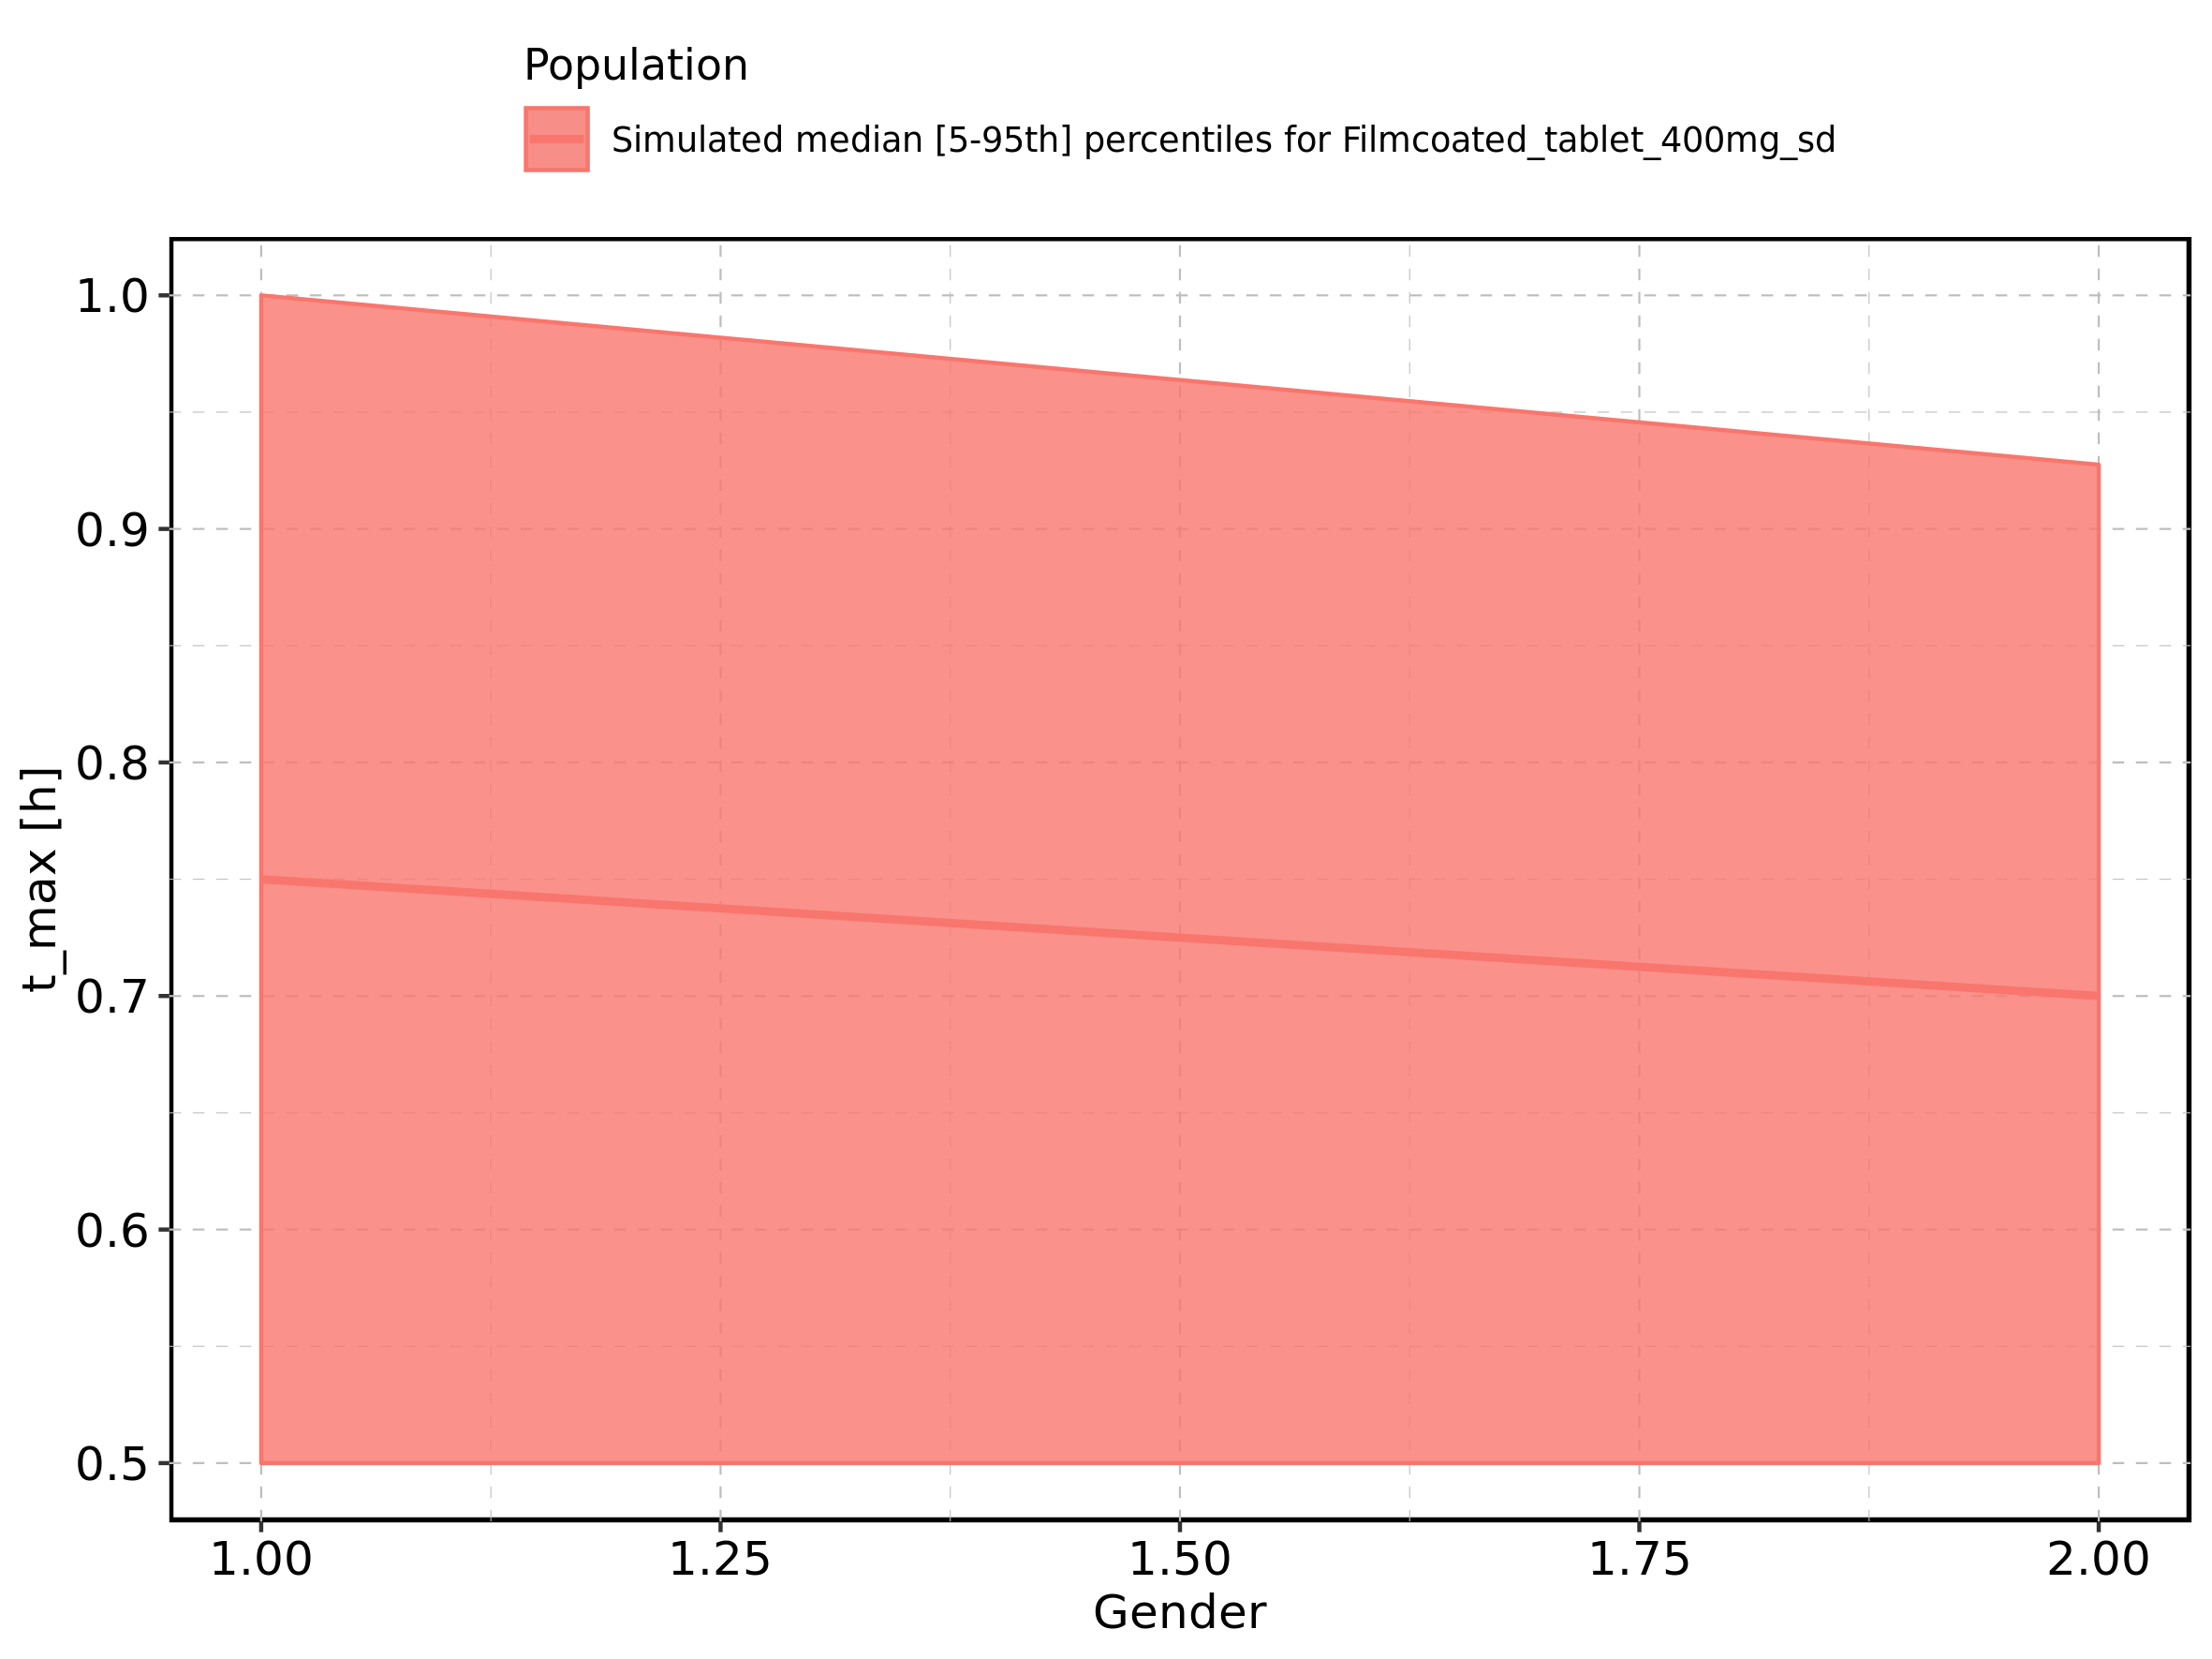 Population
Simulated median [5-95th] percentiles for Filmcoated_tablet_400mg_sd
1.0
0.9
0.8
0.7
0.6
0.5
t_max [h]
1.00 1.25 1.50 1.75 2.00
Gender